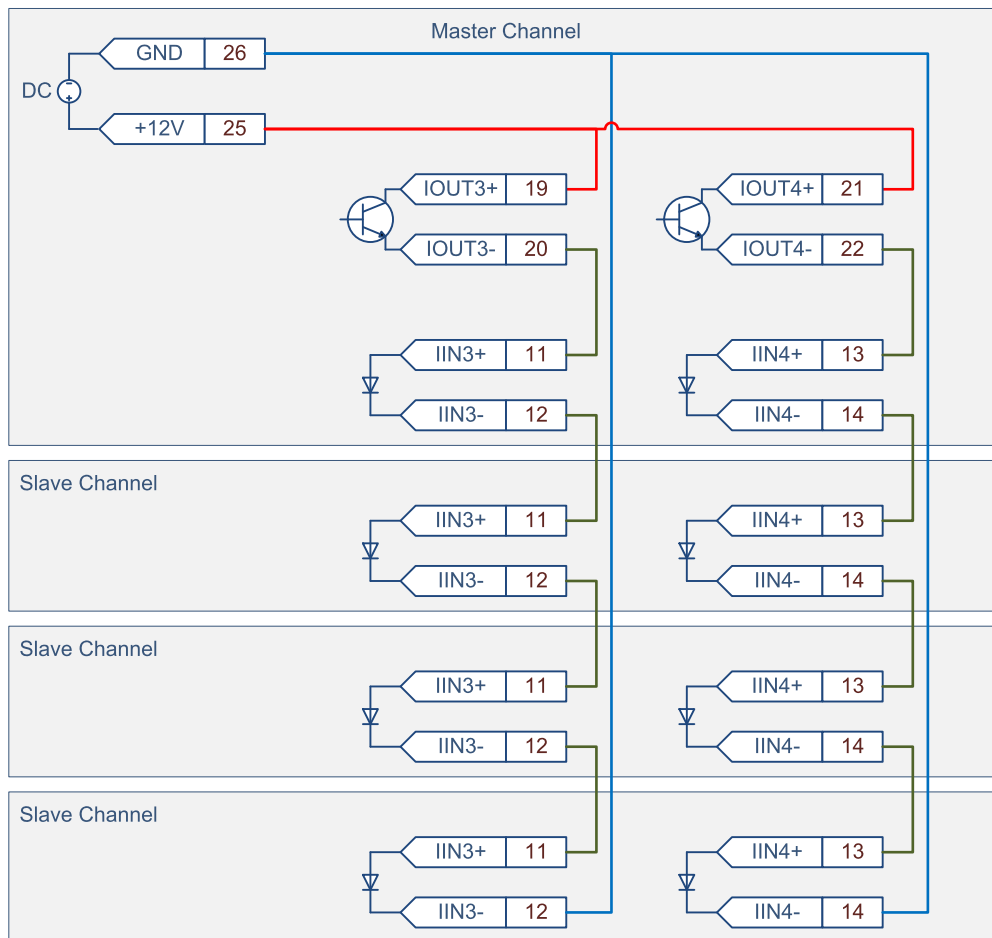 Master Channel
GND 26
DC
+12V 25
IOUT3+ 19 IOUT4+ 21
IOUT3- 20 IOUT4- 22
IIN3+ 11 IIN4+ 13
IIN3- 12 IIN4- 14
Slave Channel
IIN3+ 11 IIN4+ 13
IIN3- 12 IIN4- 14
Slave Channel
IIN3+ 11 IIN4+ 13
IIN3- 12 IIN4- 14
Slave Channel
IIN3+ 11 IIN4+ 13
IIN3- 12 IIN4- 14